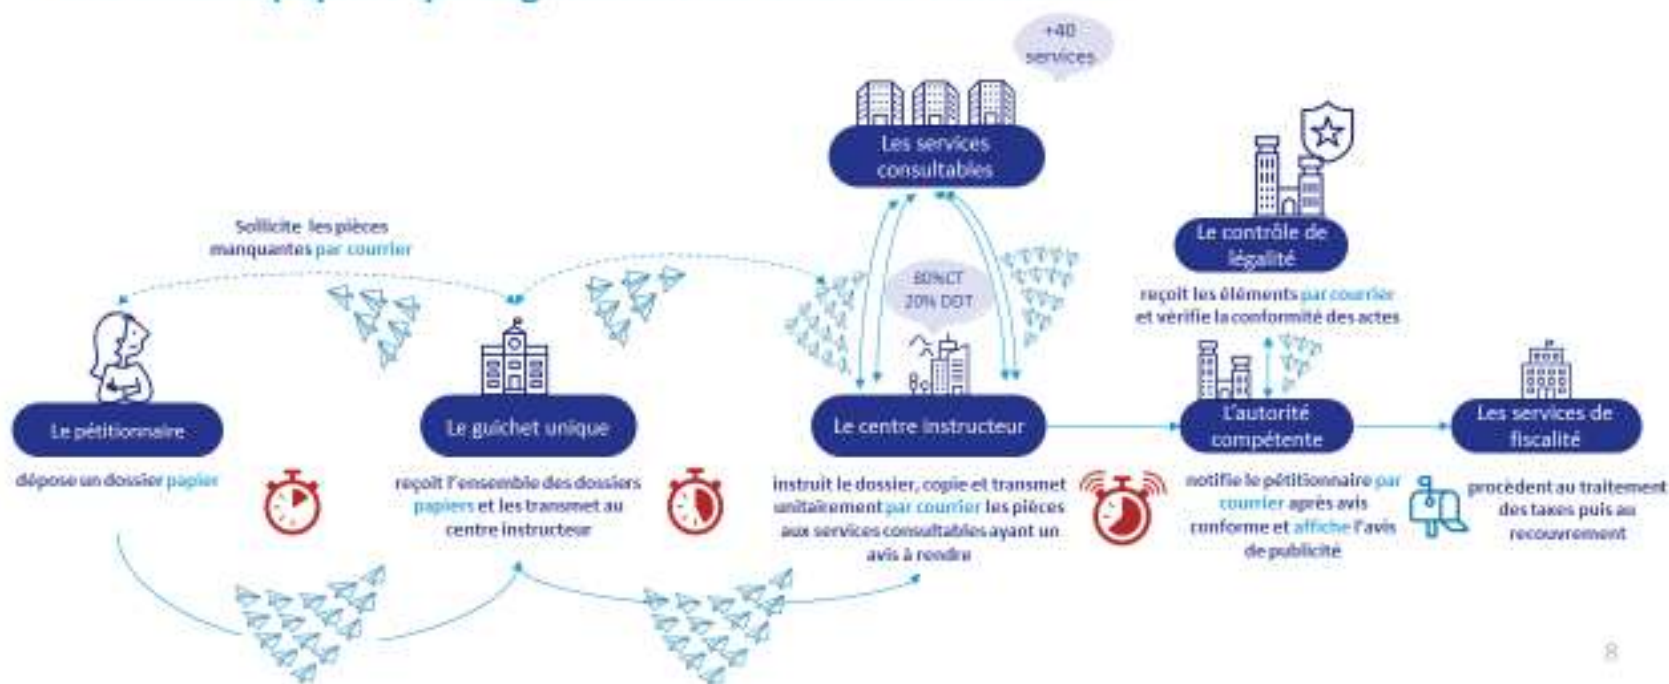 +40
services
Les services
consultables
Le contrôle de
légalité
reçoit les éléments par courrier
et vérifie la conformité des actes
Sollicite les pièces
manquantes par courrier
80%CT
20% DDT
Le pétitionnaire
dépose un dossier papier
Le guichet unique
reçoit l'ensemble des dossiers
papiers et les transmet au
centre instructeur
Le centre instructeur
instruit le dossier, copie et transmet
unitairement par courrier les pièces
aux services consultables ayant un
avis à rendre
L'autorité
compétente
notifie le pétitionnaire par
courrier après avis
conforme et affiche l'avis
de publicité
Les services de
fiscalité
procèdent au traitement
des taxes puis au
recouvrement
8